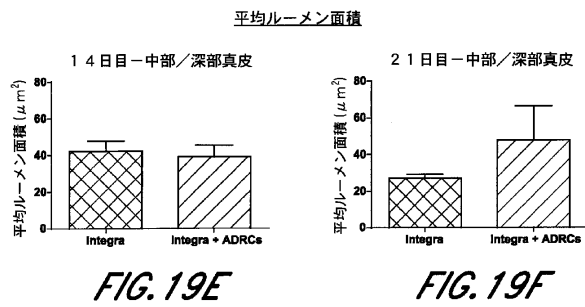 平均ルーメン面積
14日目－中部／深部真皮
平均ルーメン面積 (μm²)
80
60
40
20
0
Integra
Integra + ADRCs
FIG. 19E
21日目－中部／深部真皮
平均ルーメン面積 (μm²)
80
60
40
20
0
Integra
Integra + ADRCs
FIG. 19F